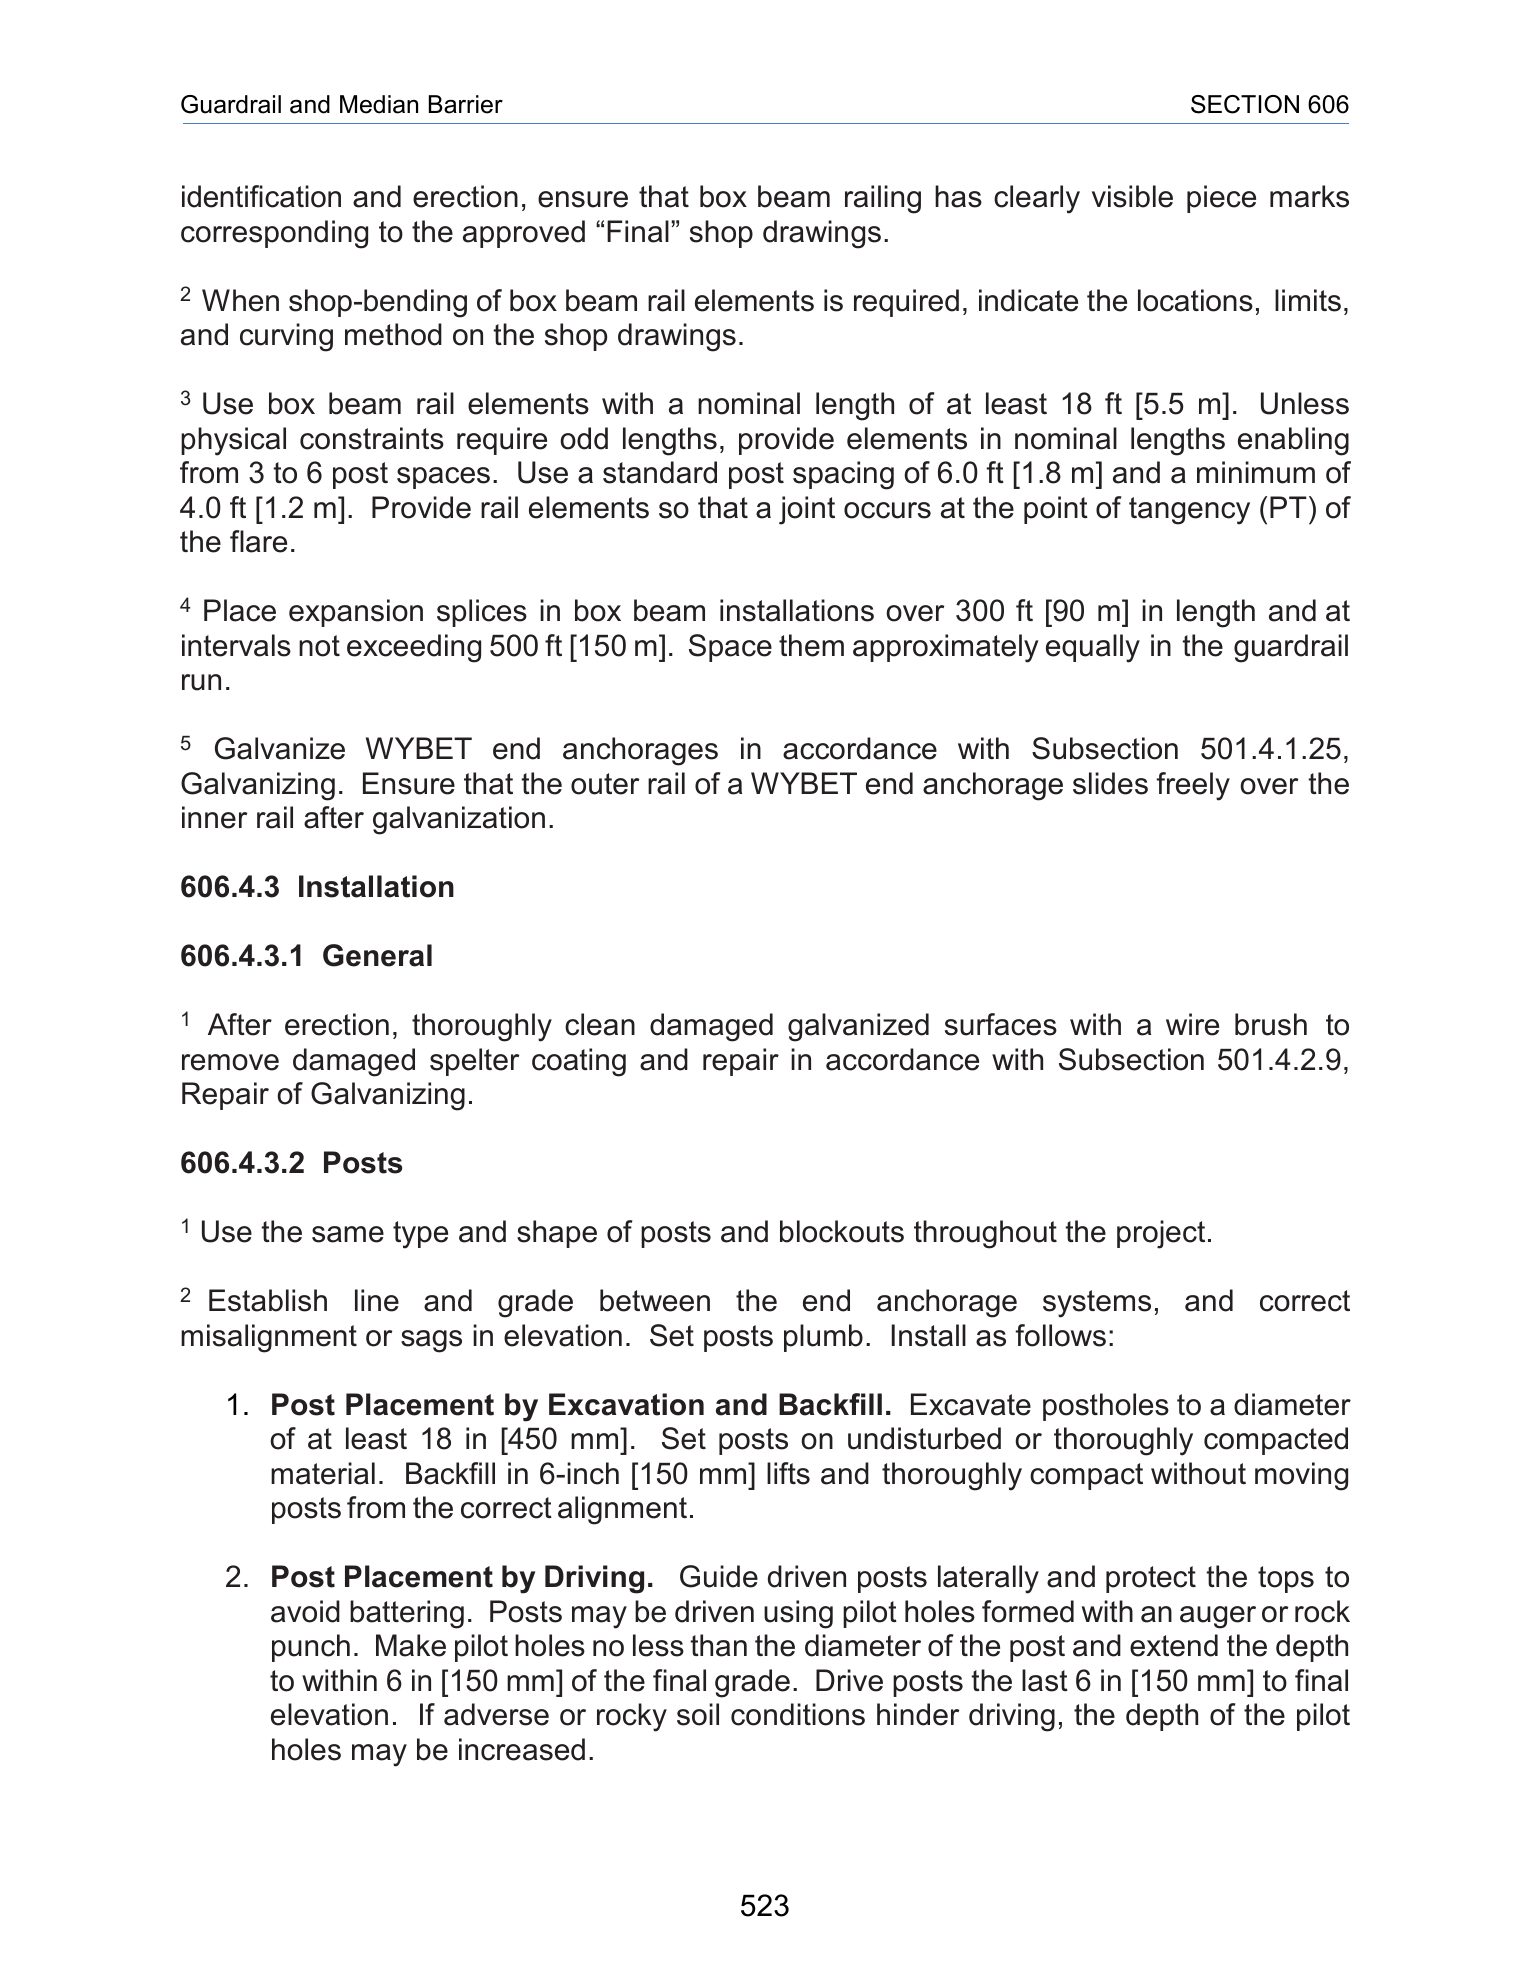 Guardrail and Median Barrier SECTION 606
identification and erection, ensure that box beam railing has clearly visible piece marks
corresponding to the approved “Final” shop drawings.
2 When shop-bending of box beam rail elements is required, indicate the locations, limits,
and curving method on the shop drawings.
3 Use box beam rail elements with a nominal length of at least 18 ft [5.5 m]. Unless
physical constraints require odd lengths, provide elements in nominal lengths enabling
from 3 to 6 post spaces. Use a standard post spacing of 6.0 ft [1.8 m] and a minimum of
4.0 ft [1.2 m]. Provide rail elements so that a joint occurs at the point of tangency (PT) of
the flare.
4 Place expansion splices in box beam installations over 300 ft [90 m] in length and at
intervals not exceeding 500 ft [150 m]. Space them approximately equally in the guardrail
run.
5 Galvanize WYBET end anchorages in accordance with Subsection 501.4.1.25,
Galvanizing. Ensure that the outer rail of a WYBET end anchorage slides freely over the
inner rail after galvanization.
606.4.3 Installation
606.4.3.1 General
1 After erection, thoroughly clean damaged galvanized surfaces with a wire brush to
remove damaged spelter coating and repair in accordance with Subsection 501.4.2.9,
Repair of Galvanizing.
606.4.3.2 Posts
1 Use the same type and shape of posts and blockouts throughout the project.
2 Establish line and grade between the end anchorage systems, and correct
misalignment or sags in elevation. Set posts plumb. Install as follows:
1. Post Placement by Excavation and Backfill. Excavate postholes to a diameter
of at least 18 in [450 mm]. Set posts on undisturbed or thoroughly compacted
material. Backfill in 6-inch [150 mm] lifts and thoroughly compact without moving
posts from the correct alignment.
2. Post Placement by Driving. Guide driven posts laterally and protect the tops to
avoid battering. Posts may be driven using pilot holes formed with an auger or rock
punch. Make pilot holes no less than the diameter of the post and extend the depth
to within 6 in [150 mm] of the final grade. Drive posts the last 6 in [150 mm] to final
elevation. If adverse or rocky soil conditions hinder driving, the depth of the pilot
holes may be increased.
523